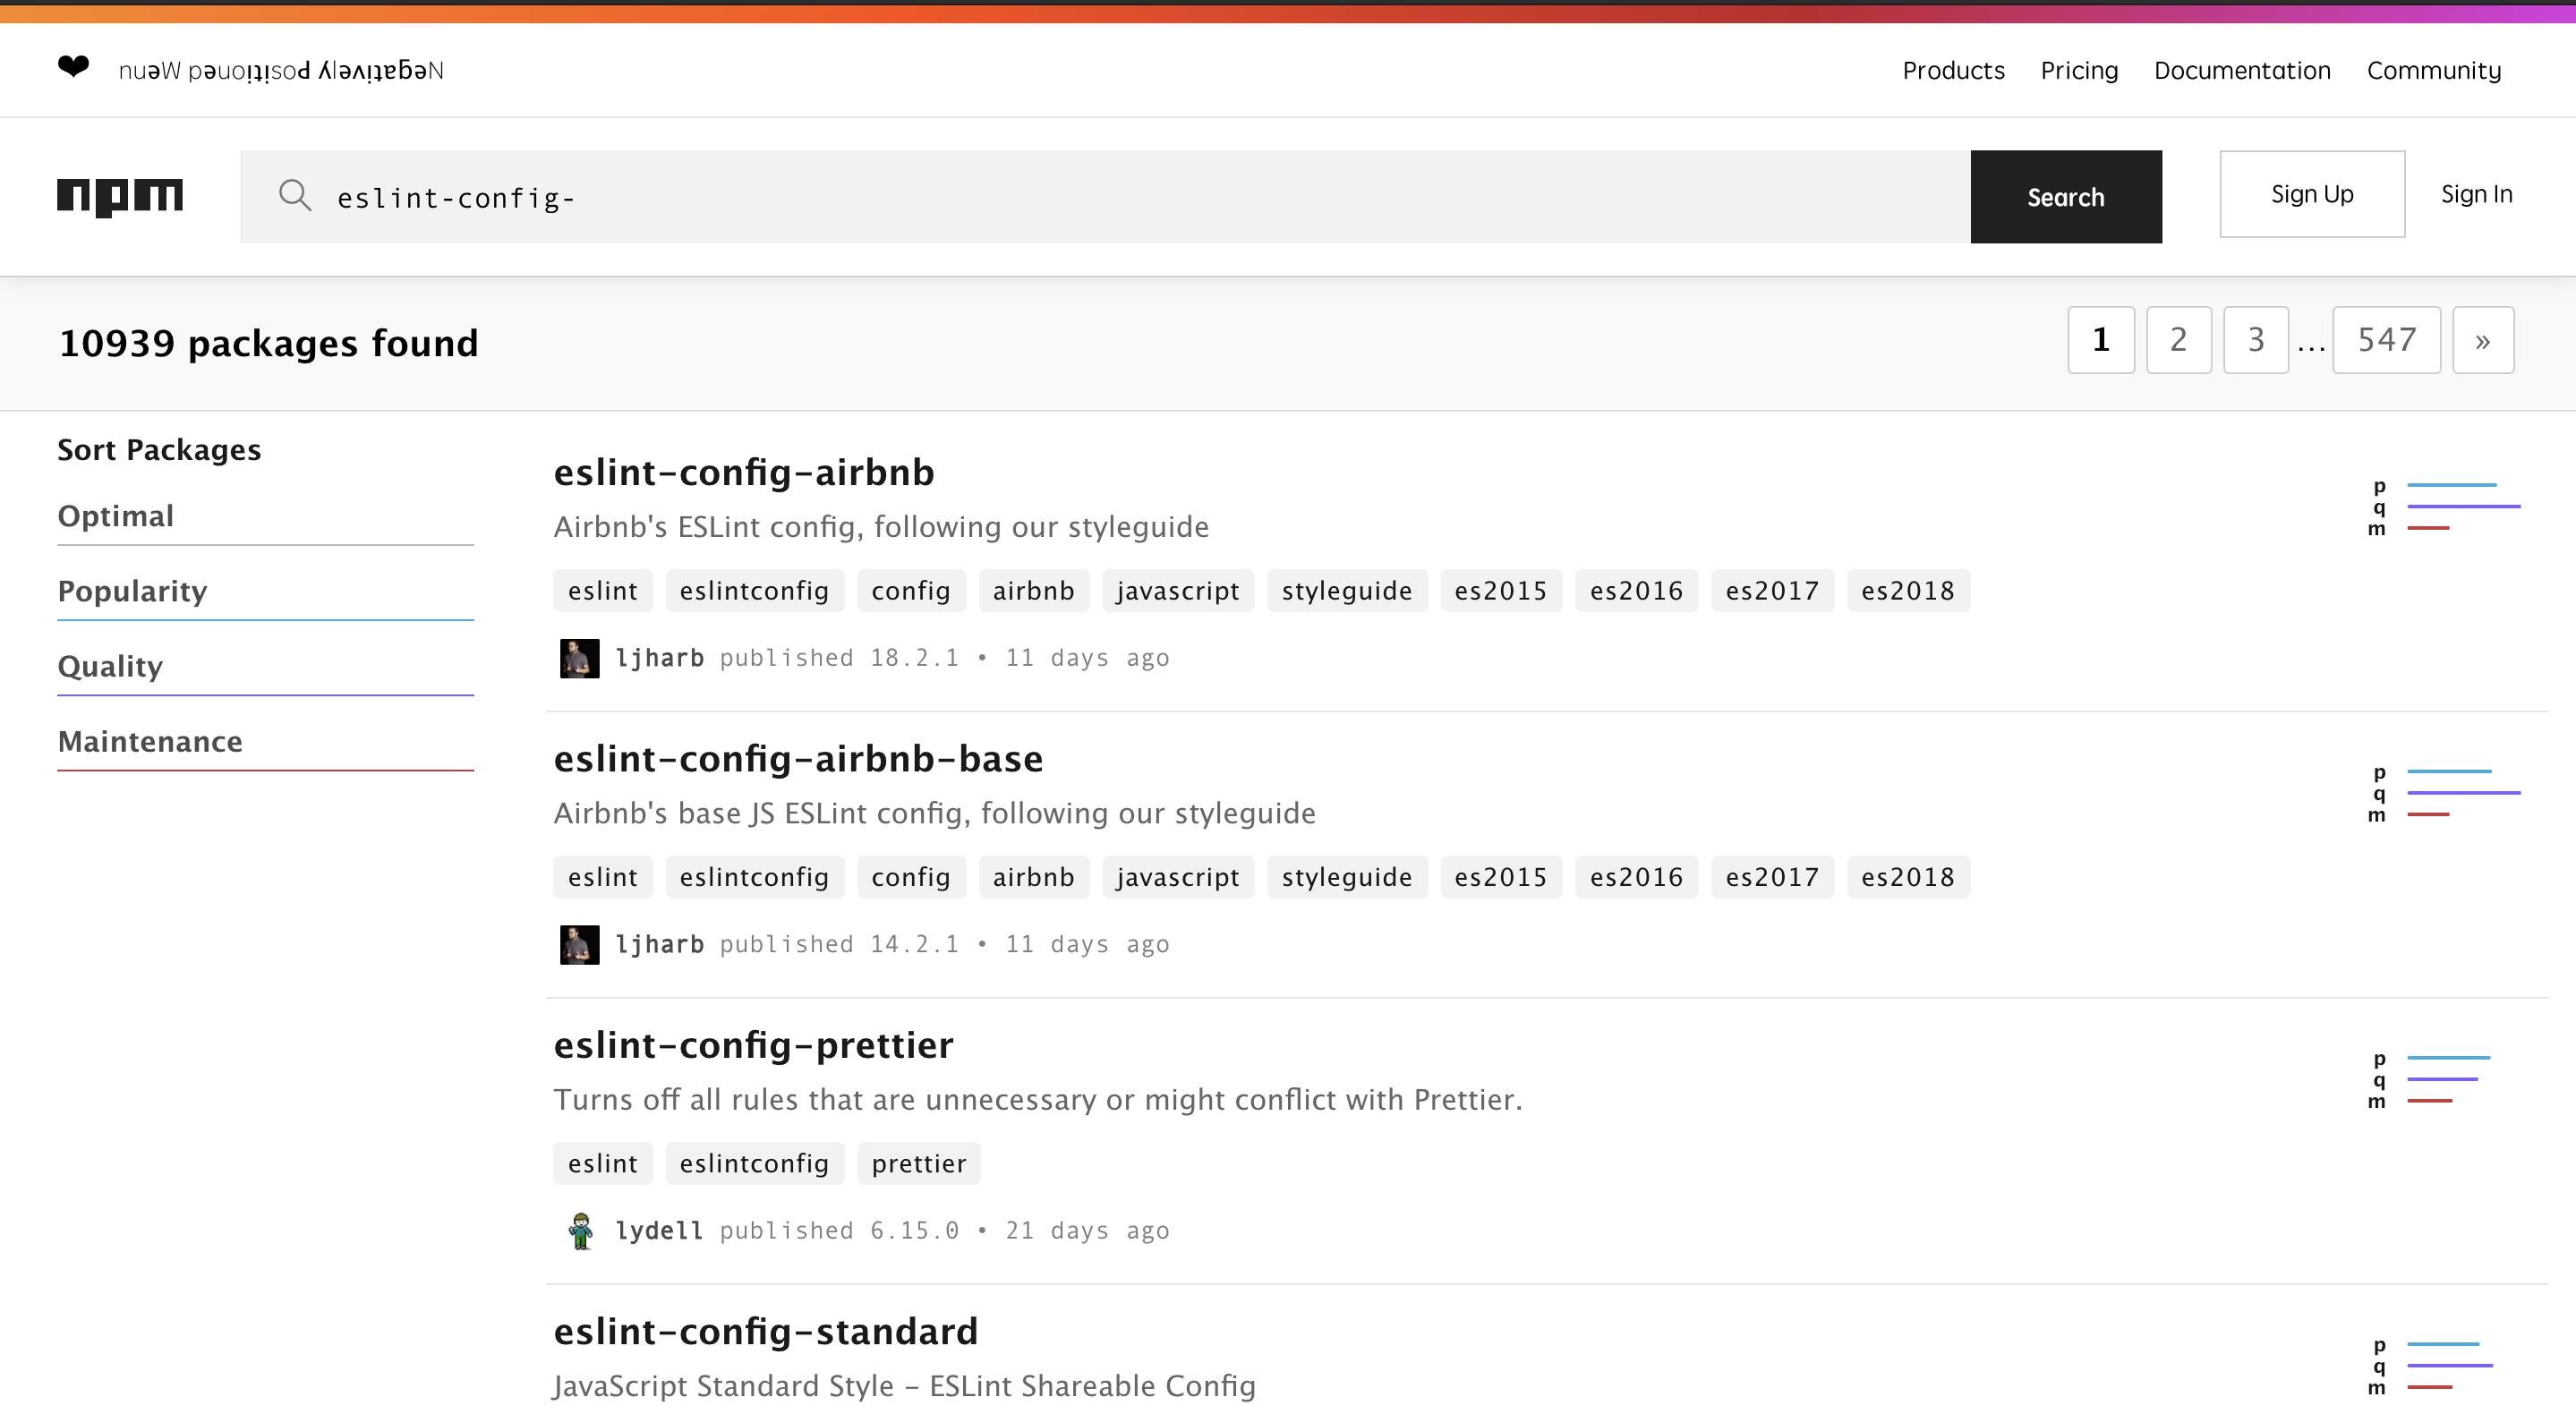 ❤ nuǝW pǝuoᴉʇᴉsoԀ ʎlǝʌᴉʇɐƃǝN
Products Pricing Documentation Community
npm
eslint-config-
Search
Sign Up
Sign In
10939 packages found
1 2 3 ... 547 »
Sort Packages
Optimal
Popularity
Quality
Maintenance
eslint-config-airbnb
Airbnb's ESLint config, following our styleguide
eslint eslintconfig config airbnb javascript styleguide es2015 es2016 es2017 es2018
ljharb published 18.2.1 • 11 days ago
p
q
m
eslint-config-airbnb-base
Airbnb's base JS ESLint config, following our styleguide
eslint eslintconfig config airbnb javascript styleguide es2015 es2016 es2017 es2018
ljharb published 14.2.1 • 11 days ago
p
q
m
eslint-config-prettier
Turns off all rules that are unnecessary or might conflict with Prettier.
eslint eslintconfig prettier
lydell published 6.15.0 • 21 days ago
p
q
m
eslint-config-standard
JavaScript Standard Style - ESLint Shareable Config
p
q
m